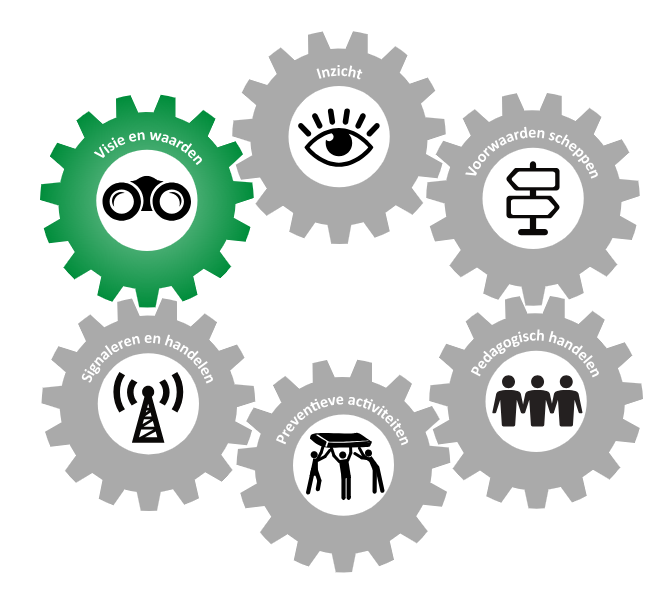 Inzicht
Visie en waarden
Voorwaarden scheppen
Signaleren en handelen
Pedagogisch handelen
Preventieve activiteiten